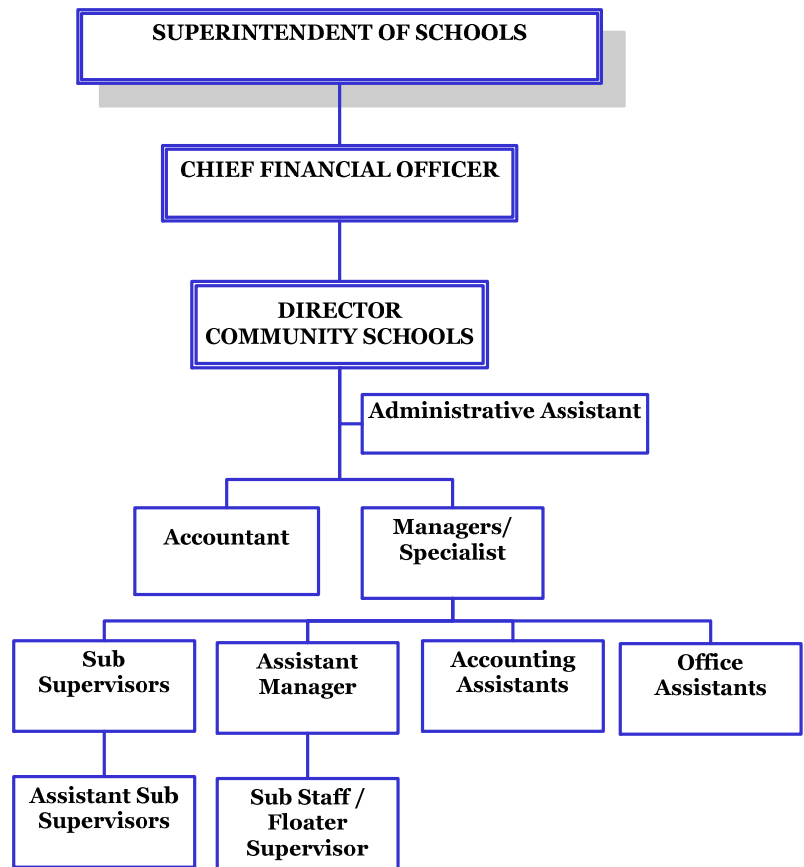 SUPERINTENDENT OF SCHOOLS
CHIEF FINANCIAL OFFICER
DIRECTOR
COMMUNITY SCHOOLS
Administrative Assistant
Accountant
Managers/
Specialist
Sub
Supervisors
Assistant
Manager
Accounting
Assistants
Office
Assistants
Assistant Sub
Supervisors
Sub Staff /
Floater
Supervisor